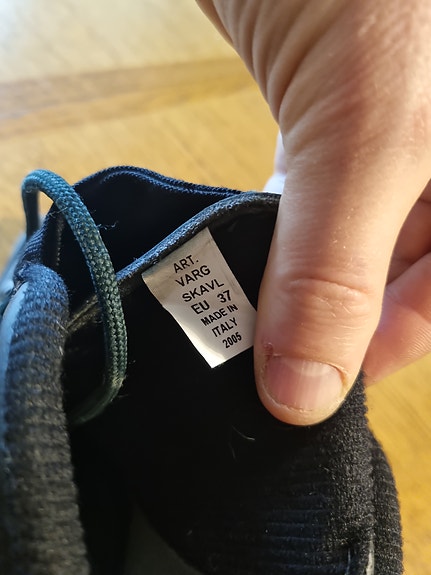 ART.
VARG
SKAVL
EU 37
MADE IN
ITALY
2005